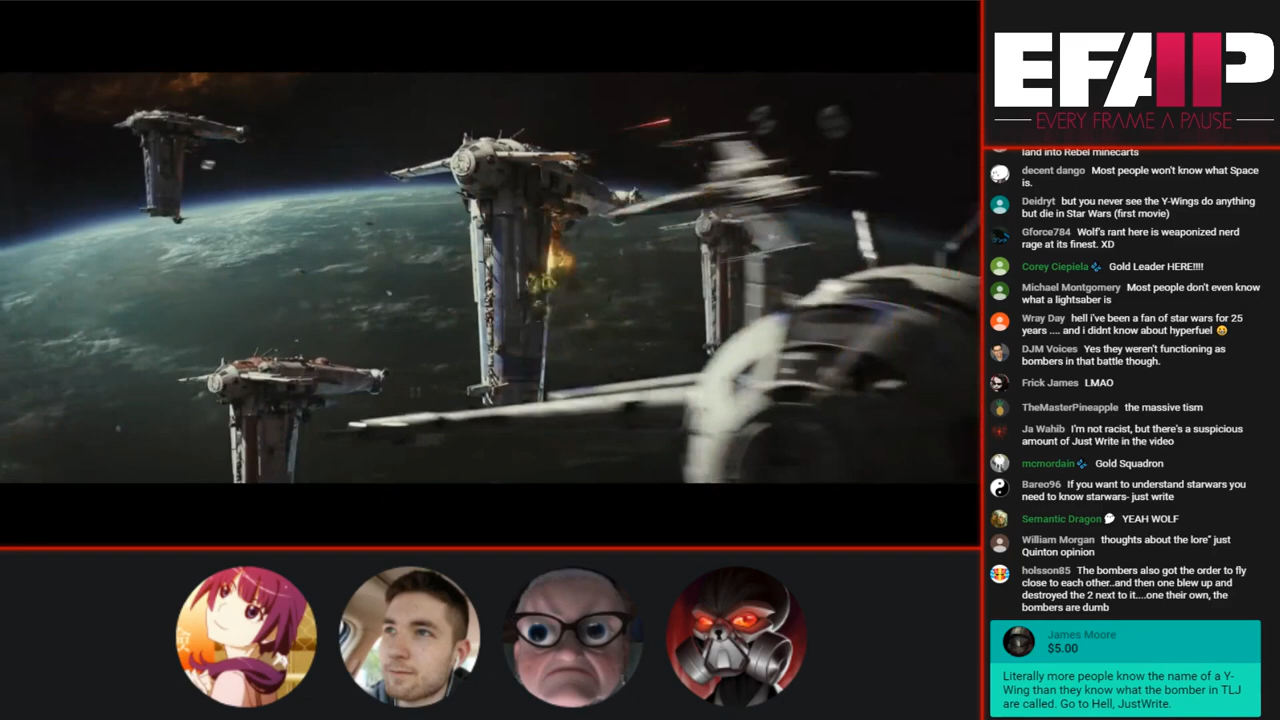 EFAP
EVERY FRAME A PAUSE
land into Rebel minecarts
decent dango Most people won't know what Space
is.
Deidryt but you never see the Y-Wings do anything
but die in Star Wars (first movie)
Gforce784 Wolf's rant here is weaponized nerd
rage at its finest. XD
Corey Ciepiela Gold Leader HERE!!!!
Michael Montgomery Most people don't even know
what a lightsaber is
Wray Day hell i've been a fan of star wars for 25
years .... and i didnt know about hyperfuel 😄
DJM Voices Yes they weren't functioning as
bombers in that battle though.
Frick James LMAO
TheMasterPineapple the massive tism
Ja Wahib I'm not racist, but there's a suspicious
amount of Just Write in the video
mcmordain Gold Squadron
Bareo96 If you want to understand starwars you
need to know starwars- just write
Semantic Dragon YEAH WOLF
William Morgan thoughts about the lore" just
Quinton opinion
holsson85 The bombers also got the order to fly
close to each other..and then one blew up and
destroyed the 2 next to it....one their own, the
bombers are dumb
James Moore
$5.00
Literally more people know the name of a Y-
Wing than they know what the bomber in TLJ
are called. Go to Hell, JustWrite.